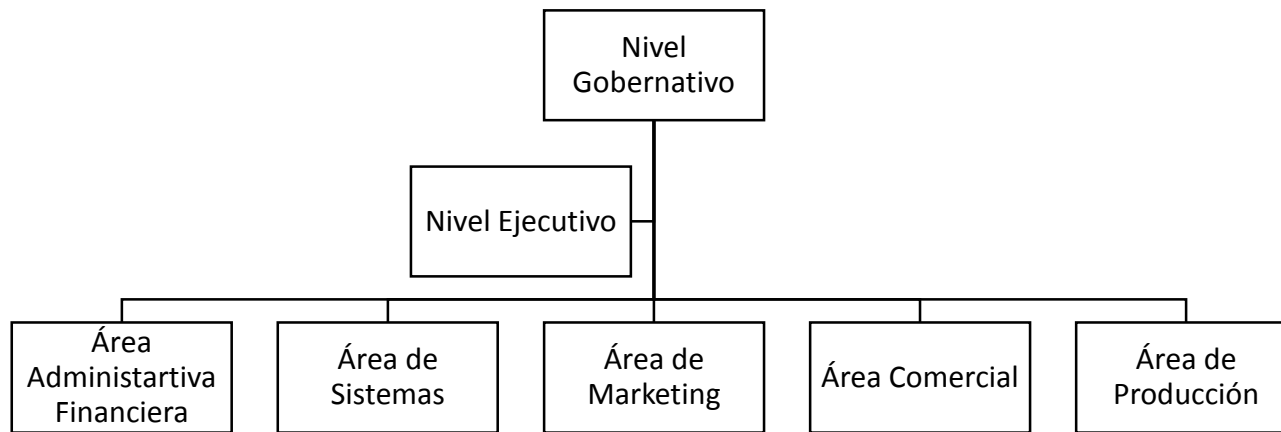 Nivel
Gobernativo
Nivel Ejecutivo
Área
Administartiva
Financiera
Área de
Sistemas
Área de
Marketing
Área Comercial
Área de
Producción